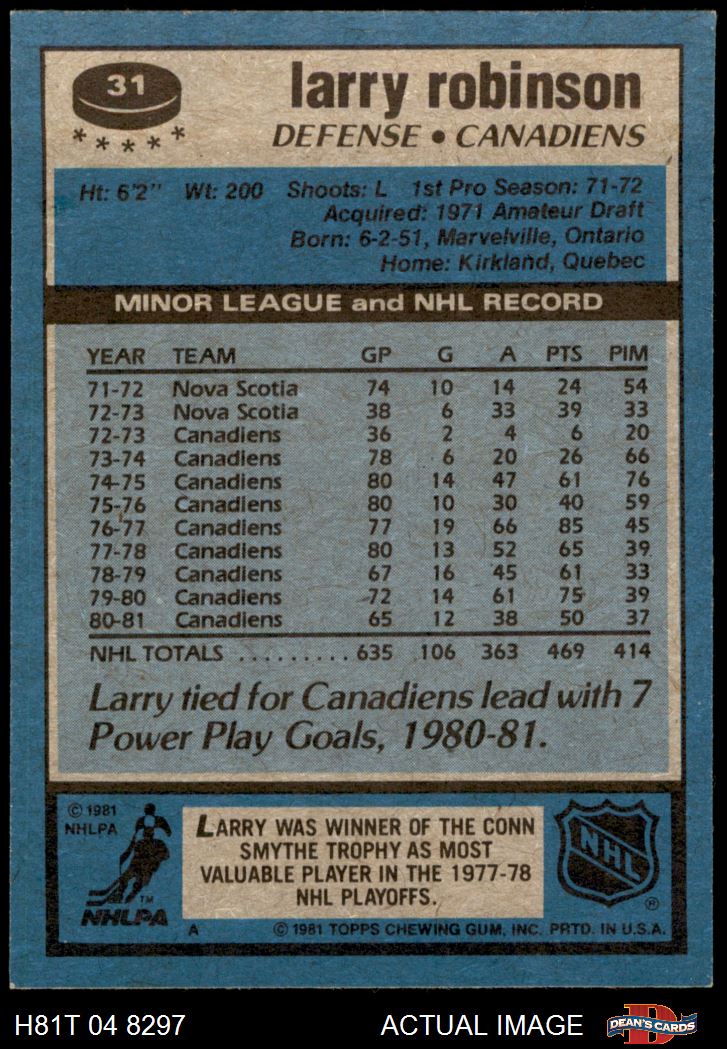 31
larry robinson
DEFENSE • CANADIENS
Ht: 6'2" Wt: 200 Shoots: L 1st Pro Season: 71-72
Acquired: 1971 Amateur Draft
Born: 6-2-51, Marvelville, Ontario
Home: Kirkland, Quebec
MINOR LEAGUE and NHL RECORD
YEAR TEAM GP G A PTS PIM
71-72 Nova Scotia 74 10 14 24 54
72-73 Nova Scotia 38 6 33 39 33
72-73 Canadiens 36 2 4 6 20
73-74 Canadiens 78 6 20 26 66
74-75 Canadiens 80 14 47 61 76
75-76 Canadiens 80 10 30 40 59
76-77 Canadiens 77 19 66 85 45
77-78 Canadiens 80 13 52 65 39
78-79 Canadiens 67 16 45 61 33
79-80 Canadiens 72 14 61 75 39
80-81 Canadiens 65 12 38 50 37
NHL TOTALS ......... 635 106 363 469 414
Larry tied for Canadiens lead with 7
Power Play Goals, 1980-81.
© 1981
NHLPA
LARRY WAS WINNER OF THE CONN
SMYTHE TROPHY AS MOST
VALUABLE PLAYER IN THE 1977-78
NHL PLAYOFFS.
NHL
®
TM
NHLPA
A © 1981 TOPPS CHEWING GUM, INC. PRTD. IN U.S.A.
H81T 04 8297 ACTUAL IMAGE
D
DEAN'S CARDS